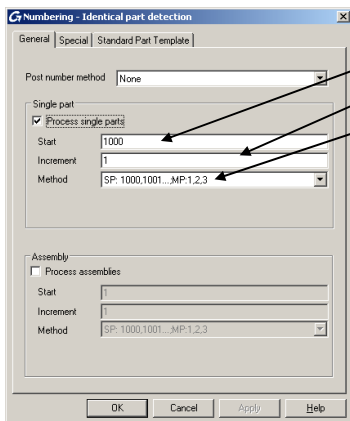 Numbering - Identical part detection
General Special Standard Part Template
Post number method None
Single part
Process single parts
Start 1000
Increment 1
Method SP: 1000,1001...;MP:1,2,3
Assembly
Process assemblies
Start 1
Increment 1
Method SP: 1000,1001...;MP:1,2,3
OK Cancel Apply Help